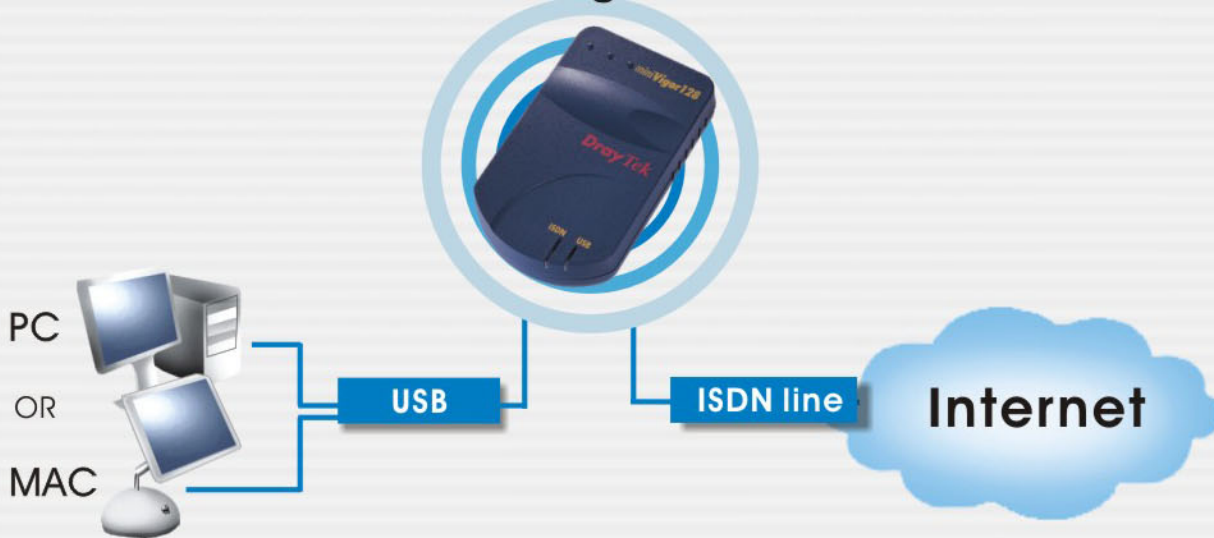 miniVigor128
DrayTek
ISDN USB
PC
OR
MAC
USB
ISDN line
Internet